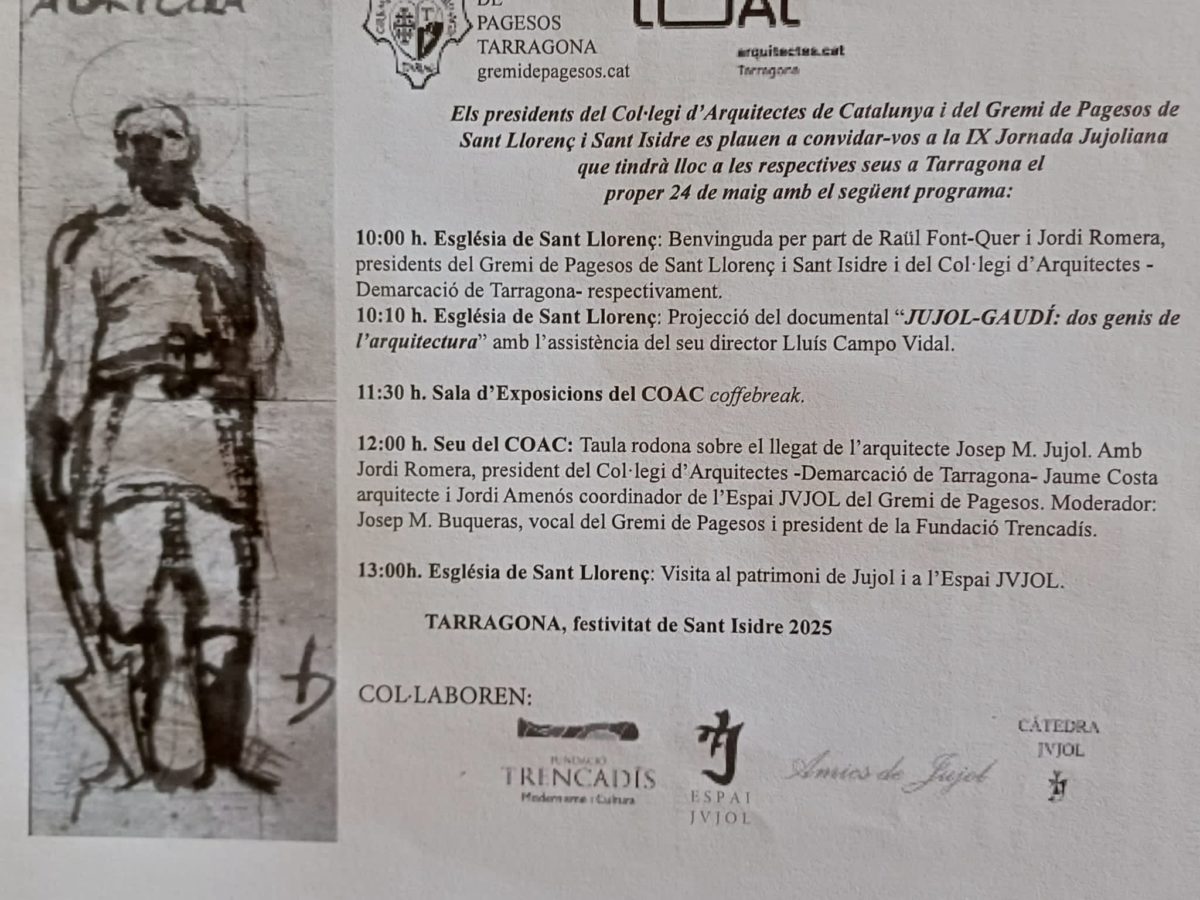 AGRICOLA
DE
PAGESOS
TARRAGONA
gremidepagesos.cat
COAC
arquitectes.cat
Tarragona
Els presidents del Col·legi d’Arquitectes de Catalunya i del Gremi de Pagesos de
Sant Llorenç i Sant Isidre es plauen a convidar-vos a la IX Jornada Jujoliana
que tindrà lloc a les respectives seus a Tarragona el
proper 24 de maig amb el següent programa:
10:00 h. Església de Sant Llorenç: Benvinguda per part de Raül Font-Quer i Jordi Romera,
presidents del Gremi de Pagesos de Sant Llorenç i Sant Isidre i del Col·legi d’Arquitectes -
Demarcació de Tarragona- respectivament.
10:10 h. Església de Sant Llorenç: Projecció del documental “JUJOL-GAUDÍ: dos genis de
l’arquitectura” amb l’assistència del seu director Lluís Campo Vidal.
11:30 h. Sala d’Exposicions del COAC coffebreak.
12:00 h. Seu del COAC: Taula rodona sobre el llegat de l’arquitecte Josep M. Jujol. Amb
Jordi Romera, president del Col·legi d’Arquitectes -Demarcació de Tarragona- Jaume Costa
arquitecte i Jordi Amenós coordinador de l’Espai JVJOL del Gremi de Pagesos. Moderador:
Josep M. Buqueras, vocal del Gremi de Pagesos i president de la Fundació Trencadís.
13:00h. Església de Sant Llorenç: Visita al patrimoni de Jujol i a l’Espai JVJOL.
TARRAGONA, festivitat de Sant Isidre 2025
COL·LABOREN:
FUNDACIÓ
TRENCADÍS
Modernisme i Cultura
ESPAI
JVJOL
Amics de Jujol
CÁTEDRA
JVJOL